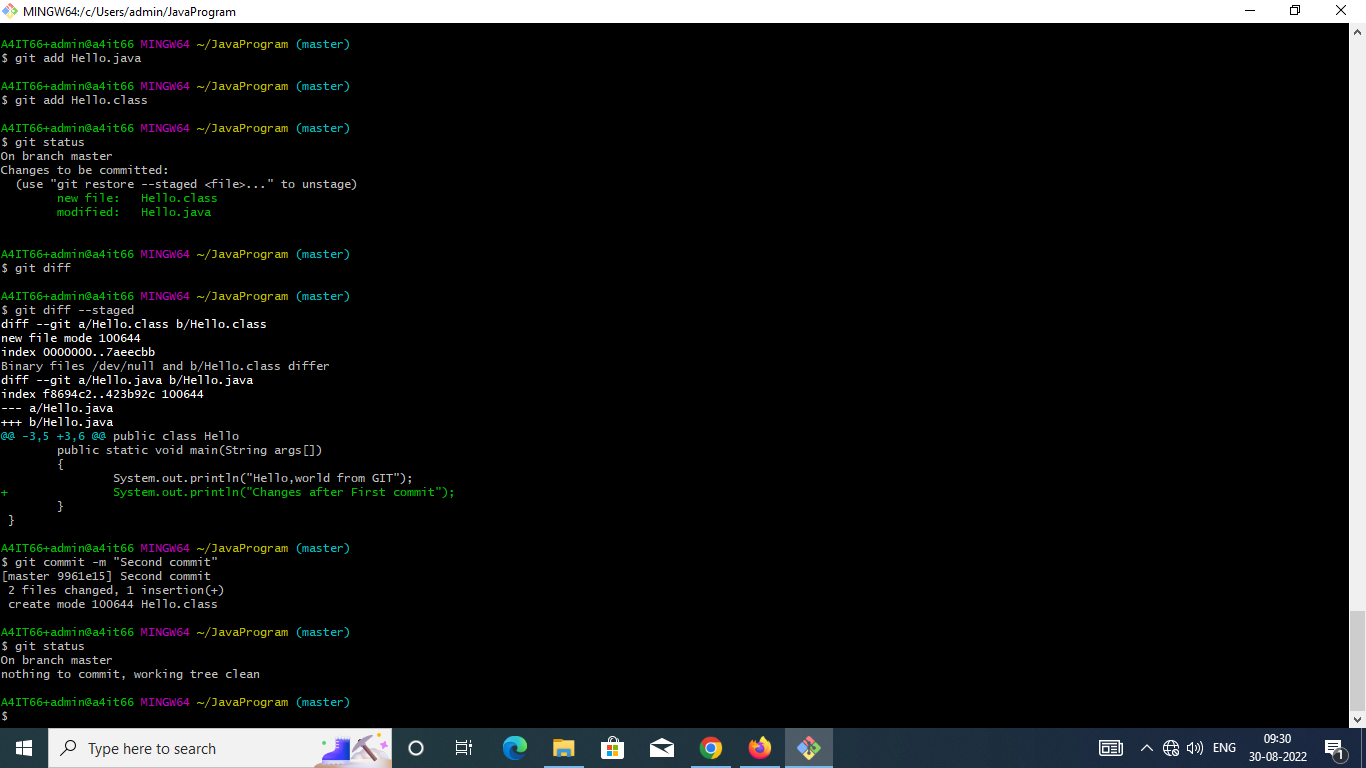 MINGW64:/c/Users/admin/JavaProgram
A4IT66+admin@a4it66 MINGW64 ~/JavaProgram (master)
$ git add Hello.java
A4IT66+admin@a4it66 MINGW64 ~/JavaProgram (master)
$ git add Hello.class
A4IT66+admin@a4it66 MINGW64 ~/JavaProgram (master)
$ git status
On branch master
Changes to be committed:
  (use "git restore --staged <file>..." to unstage)
        new file:   Hello.class
        modified:   Hello.java
A4IT66+admin@a4it66 MINGW64 ~/JavaProgram (master)
$ git diff
A4IT66+admin@a4it66 MINGW64 ~/JavaProgram (master)
$ git diff --staged
diff --git a/Hello.class b/Hello.class
new file mode 100644
index 0000000..7aeecbb
Binary files /dev/null and b/Hello.class differ
diff --git a/Hello.java b/Hello.java
index f8694c2..423b92c 100644
--- a/Hello.java
+++ b/Hello.java
@@ -3,5 +3,6 @@ public class Hello
        public static void main(String args[])
        {
                System.out.println("Hello,world from GIT");
+               System.out.println("Changes after First commit");
        }
 }
A4IT66+admin@a4it66 MINGW64 ~/JavaProgram (master)
$ git commit -m "Second commit"
[master 9961e15] Second commit
 2 files changed, 1 insertion(+)
 create mode 100644 Hello.class
A4IT66+admin@a4it66 MINGW64 ~/JavaProgram (master)
$ git status
On branch master
nothing to commit, working tree clean
A4IT66+admin@a4it66 MINGW64 ~/JavaProgram (master)
$
Type here to search
ENG
09:30
30-08-2022
1